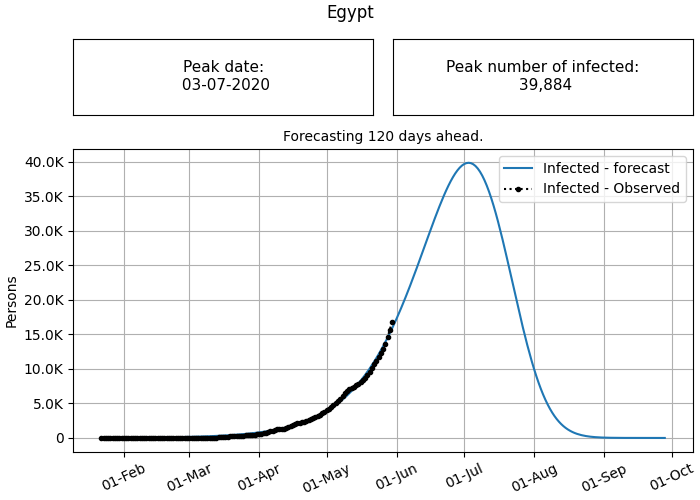 Egypt
Peak date:
03-07-2020
Peak number of infected:
39,884
Forecasting 120 days ahead.
Infected - forecast
Infected - Observed
40.0K
35.0K
30.0K
25.0K
20.0K
15.0K
10.0K
5.0K
0
Persons
01-Feb
01-Mar
01-Apr
01-May
01-Jun
01-Jul
01-Aug
01-Sep
01-Oct